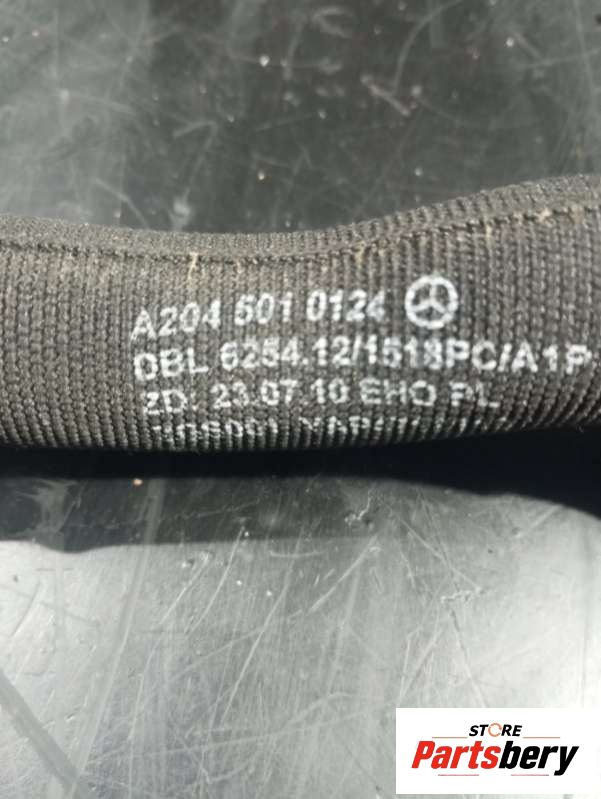 A204 501 0124
DBL 6254.12/1518PC/A1P
ZD: 23.07.10 EHO PL
STORE
Partsbery